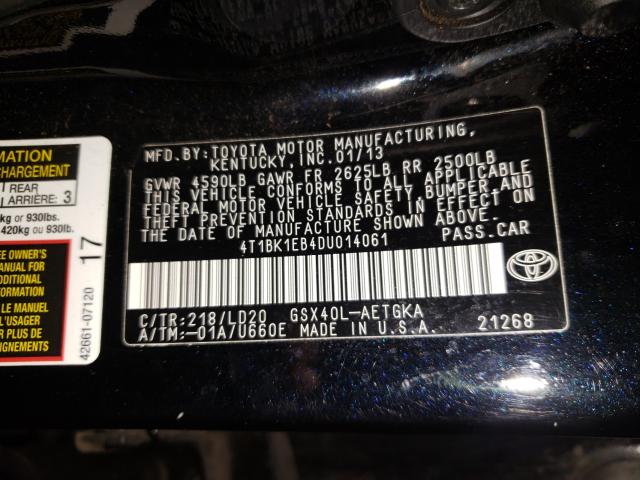 MATION
CHARGEMENT
1
REAR
ARRIÈRE: 3
kg or 930lbs.
420kg ou 930lb.
17
EE OWNER'S
MANUAL FOR
ADDITIONAL
INFORMATION
LE MANUEL
L'USAGER
R PLUS DE
IGNEMENTS
42661-07120
MFD.BY:TOYOTA MOTOR MANUFACTURING,
KENTUCKY,INC.01/13
GVWR 4590LB GAWR FR 2625LB RR 2500LB
THIS VEHICLE CONFORMS TO ALL APPLICABLE
FEDERAL MOTOR VEHICLE SAFETY, BUMPER,AND
THEFT PREVENTION STANDARDS IN EFFECT ON
THE DATE OF MANUFACTURE SHOWN ABOVE.
4T1BK1EB4DU014061 PASS.CAR
C/TR:218/LD20 GSX40L-AETGKA
A/TM:-01A/U660E MADE IN U.S.A. 21268